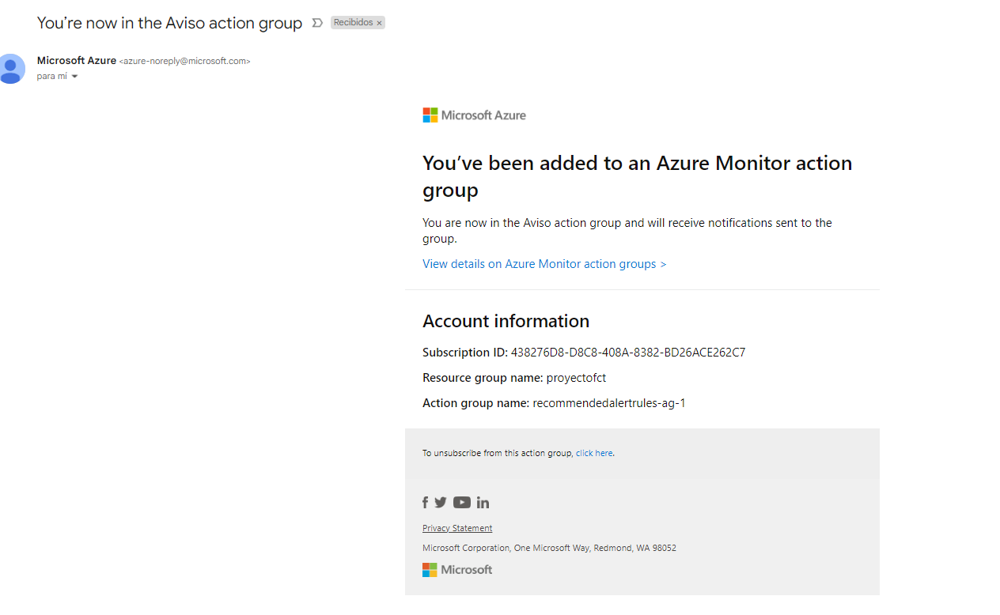 You're now in the Aviso action group Recibidos ×
Microsoft Azure <azure-noreply@microsoft.com>
para mí
Microsoft Azure
You've been added to an Azure Monitor action
group
You are now in the Aviso action group and will receive notifications sent to the
group.
View details on Azure Monitor action groups >
Account information
Subscription ID: 438276D8-D8C8-408A-8382-BD26ACE262C7
Resource group name: proyectofct
Action group name: recommendedalertrules-ag-1
To unsubscribe from this action group, click here.
Privacy Statement
Microsoft Corporation, One Microsoft Way, Redmond, WA 98052
Microsoft